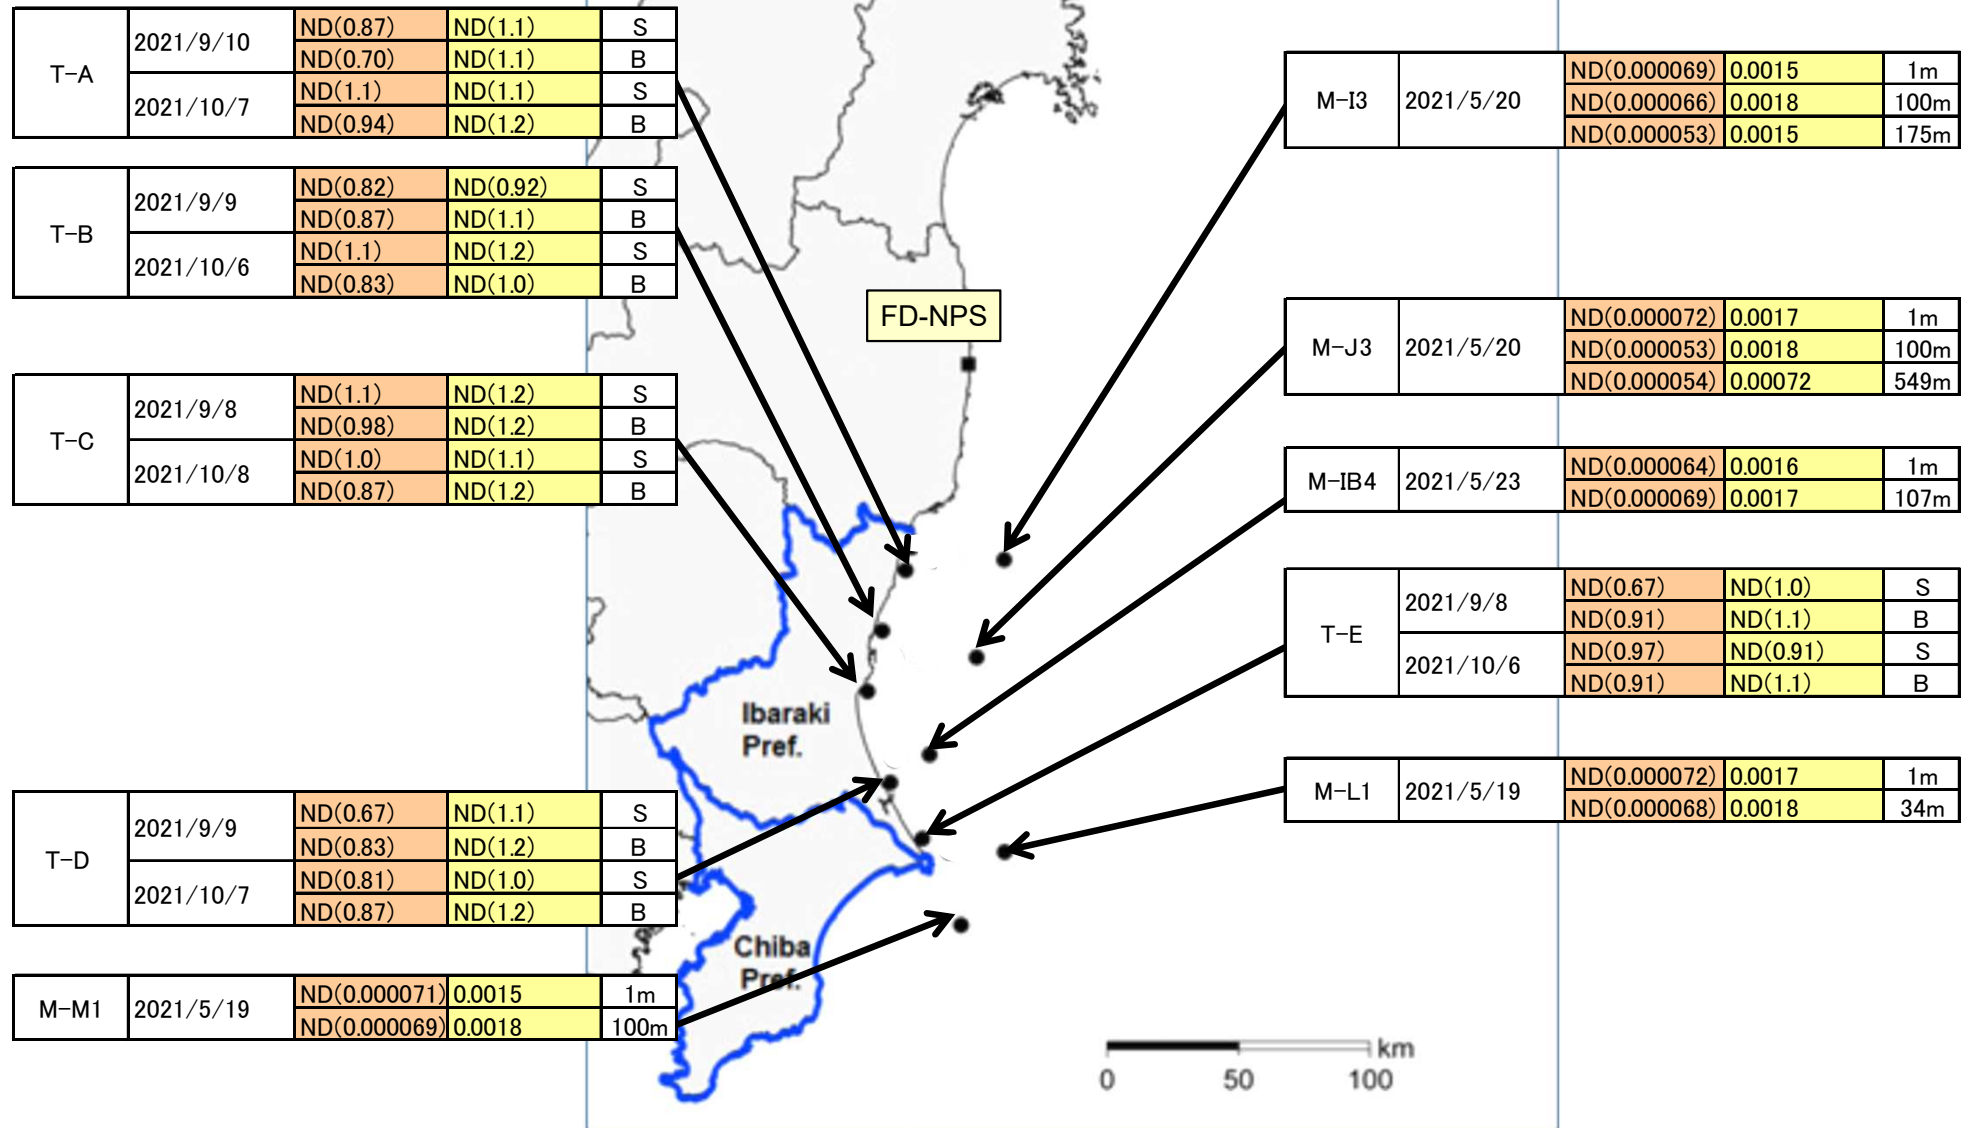 T-A
2021/9/10
ND(0.87) ND(1.1) S
ND(0.70) ND(1.1) B
2021/10/7
ND(1.1) ND(1.1) S
ND(0.94) ND(1.2) B
T-B
2021/9/9
ND(0.82) ND(0.92) S
ND(0.87) ND(1.1) B
2021/10/6
ND(1.1) ND(1.2) S
ND(0.83) ND(1.0) B
T-C
2021/9/8
ND(1.1) ND(1.2) S
ND(0.98) ND(1.2) B
2021/10/8
ND(1.0) ND(1.1) S
ND(0.87) ND(1.2) B
T-D
2021/9/9
ND(0.67) ND(1.1) S
ND(0.83) ND(1.2) B
2021/10/7
ND(0.81) ND(1.0) S
ND(0.87) ND(1.2) B
M-M1
2021/5/19
ND(0.000071) 0.0015 1m
ND(0.000069) 0.0018 100m
FD-NPS
Ibaraki
Pref.
Chiba
Pref.
M-I3
2021/5/20
ND(0.000069) 0.0015 1m
ND(0.000066) 0.0018 100m
ND(0.000053) 0.0015 175m
M-J3
2021/5/20
ND(0.000072) 0.0017 1m
ND(0.000053) 0.0018 100m
ND(0.000054) 0.00072 549m
M-IB4
2021/5/23
ND(0.000064) 0.0016 1m
ND(0.000069) 0.0017 107m
T-E
2021/9/8
ND(0.67) ND(1.0) S
ND(0.91) ND(1.1) B
2021/10/6
ND(0.97) ND(0.91) S
ND(0.91) ND(1.1) B
M-L1
2021/5/19
ND(0.000072) 0.0017 1m
ND(0.000068) 0.0018 34m
km
0 50 100